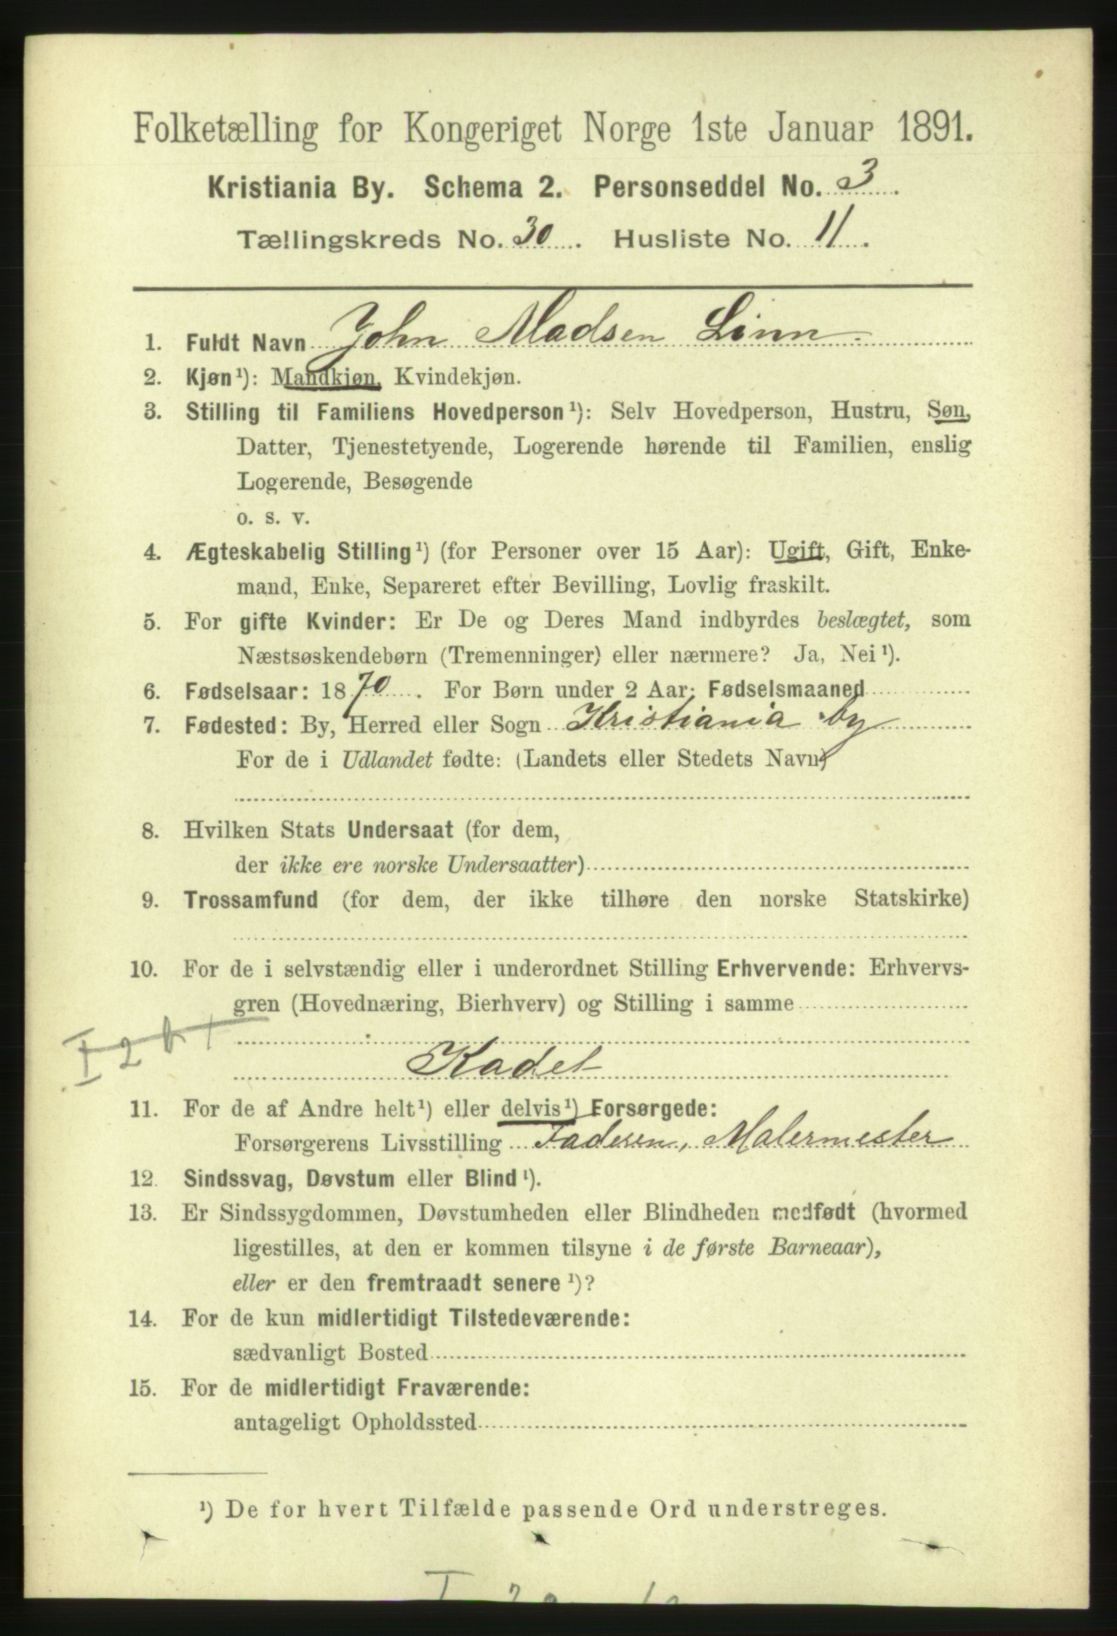 Folketælling for Kongeriget Norge 1ste Januar 1891.
Kristiania By. Schema 2. Personseddel No. 3.
Tællingskreds No. 30. Husliste No. 11.
1. Fuldt Navn John Madsen Linn
2. Kjøn¹): Mandkjøn, Kvindekjøn.
3. Stilling til Familiens Hovedperson¹): Selv Hovedperson, Hustru, Søn,
Datter, Tjenestetyende, Logerende hørende til Familien, enslig
Logerende, Besøgende
o. s. v.
4. Ægteskabelig Stilling¹) (for Personer over 15 Aar): Ugift, Gift, Enke-
mand, Enke, Separeret efter Bevilling, Lovlig fraskilt.
5. For gifte Kvinder: Er De og Deres Mand indbyrdes beslægtet, som
Næstsøskendebørn (Tremenninger) eller nærmere? Ja, Nei¹).
6. Fødselsaar: 1870. For Børn under 2 Aar: Fødselsmaaned
7. Fødested: By, Herred eller Sogn Kristiania by
For de i Udlandet fødte: (Landets eller Stedets Navn)
8. Hvilken Stats Undersaat (for dem,
der ikke ere norske Undersaatter)
9. Trossamfund (for dem, der ikke tilhøre den norske Statskirke)
10. For de i selvstændig eller i underordnet Stilling Erhvervende: Erhvervs-
gren (Hovednæring, Bierhverv) og Stilling i samme
Kadet
11. For de af Andre helt¹) eller delvis¹) Forsørgede:
Forsørgerens Livsstilling Faderen, Malermester
12. Sindssvag, Døvstum eller Blind¹).
13. Er Sindssygdommen, Døvstumheden eller Blindheden medfødt (hvormed
ligestilles, at den er kommen tilsyne i de første Barneaar),
eller er den fremtraadt senere¹)?
14. For de kun midlertidigt Tilstedeværende:
sædvanligt Bosted
15. For de midlertidigt Fraværende:
antageligt Opholdssted
¹) De for hvert Tilfælde passende Ord understreges.